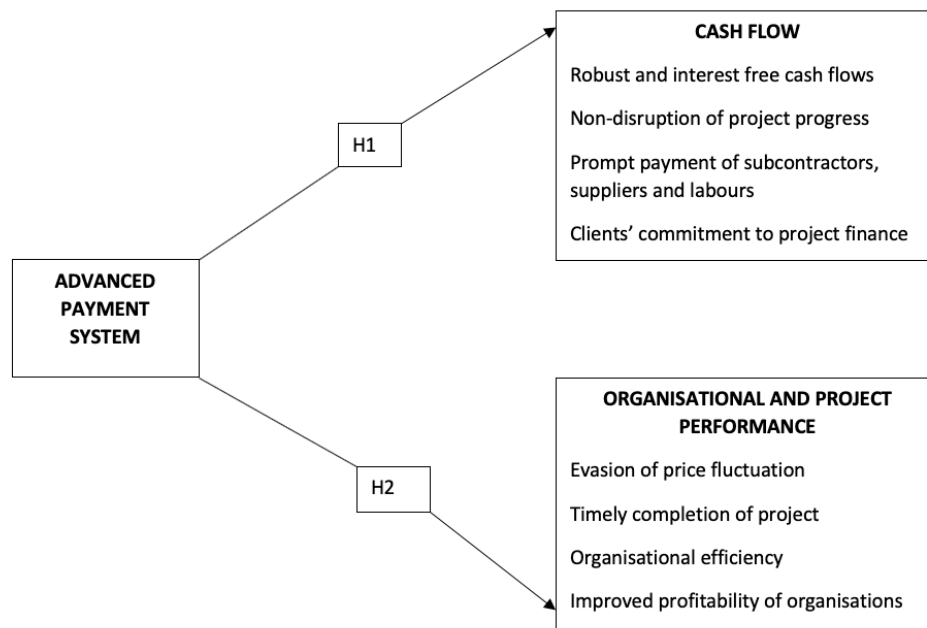 CASH FLOW
Robust and interest free cash flows
Non-disruption of project progress
Prompt payment of subcontractors,
suppliers and labours
Clients’ commitment to project finance
H1
ADVANCED
PAYMENT
SYSTEM
H2
ORGANISATIONAL AND PROJECT
PERFORMANCE
Evasion of price fluctuation
Timely completion of project
Organisational efficiency
Improved profitability of organisations